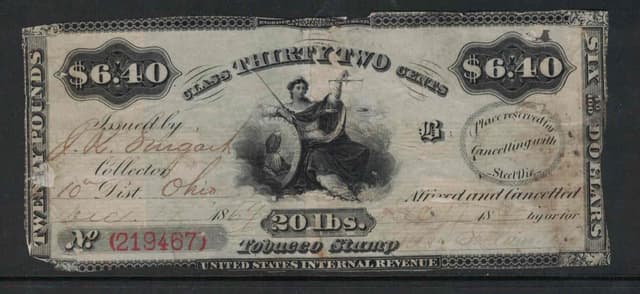 CLASS THIRTY TWO CENTS
$6.40
$6.40
TWENTY POUNDS
SIX DOLLARS
Issued by
Collector
10th Dist. Ohio
Place reserved for
Cancelling with
Steel Die
Affixed and Cancelled
186
20 lbs.
18
by or for
No (219467)
Tobacco Stamp
UNITED STATES INTERNAL REVENUE